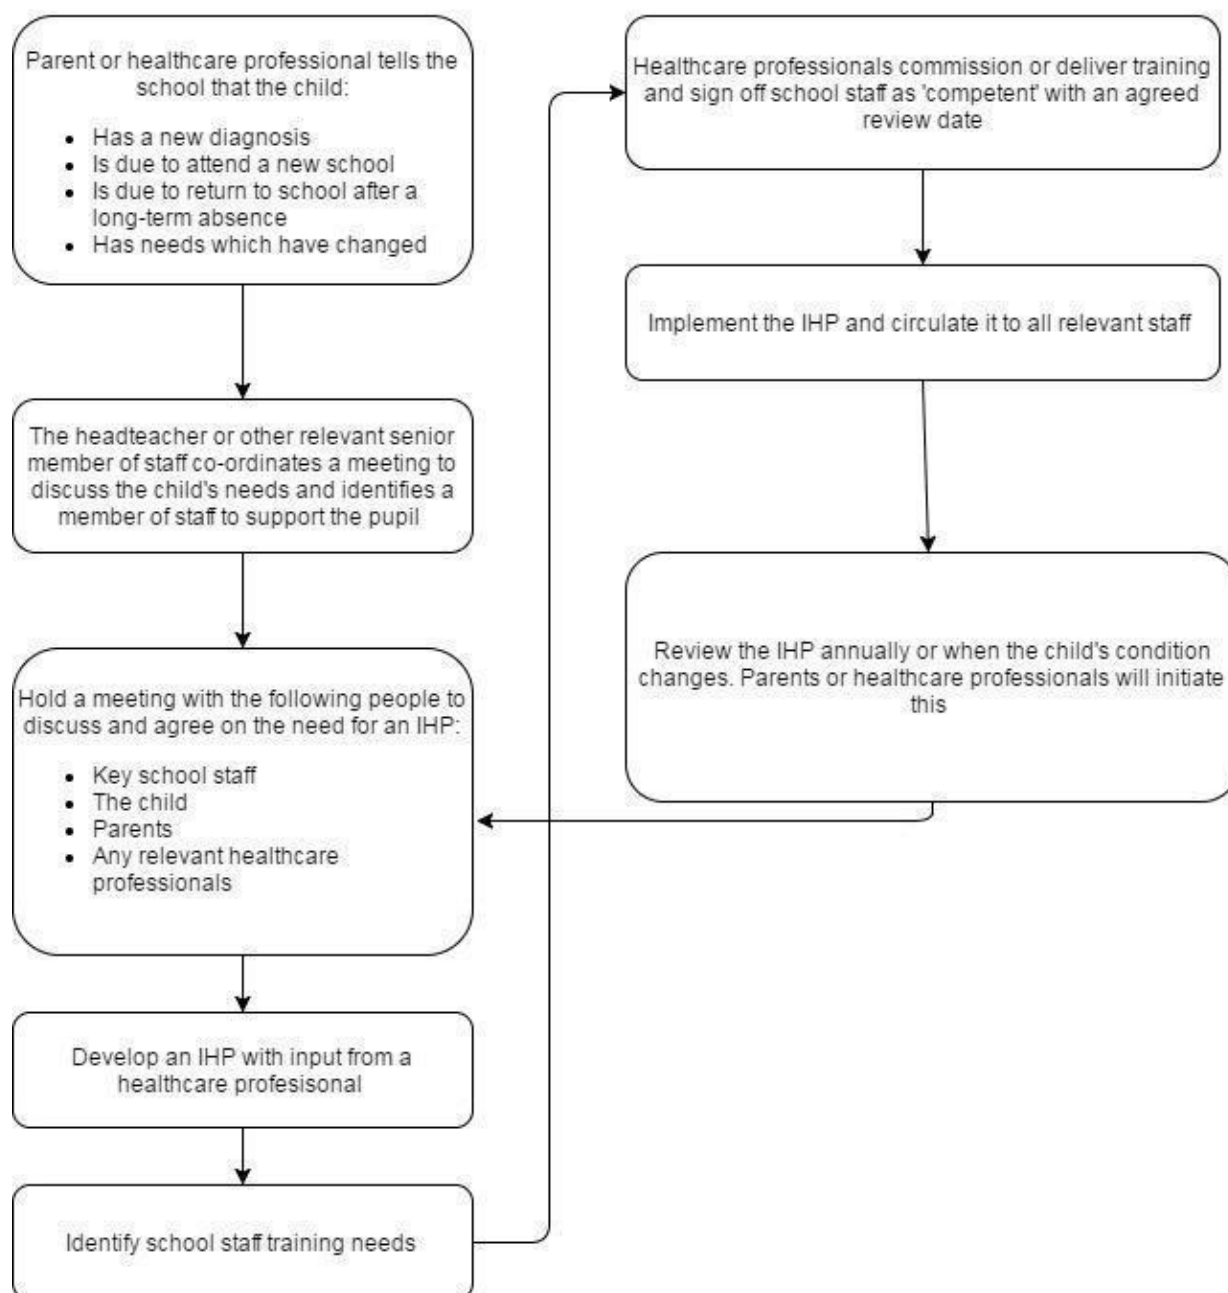 Parent or healthcare professional tells the
school that the child:
• Has a new diagnosis
• Is due to attend a new school
• Is due to return to school after a
long-term absence
• Has needs which have changed
The headteacher or other relevant senior
member of staff co-ordinates a meeting to
discuss the child's needs and identifies a
member of staff to support the pupil
Hold a meeting with the following people to
discuss and agree on the need for an IHP:
• Key school staff
• The child
• Parents
• Any relevant healthcare
professionals
Develop an IHP with input from a
healthcare profesisonal
Identify school staff training needs
Healthcare professionals commission or deliver training
and sign off school staff as 'competent' with an agreed
review date
Implement the IHP and circulate it to all relevant staff
Review the IHP annually or when the child's condition
changes. Parents or healthcare professionals will initiate
this